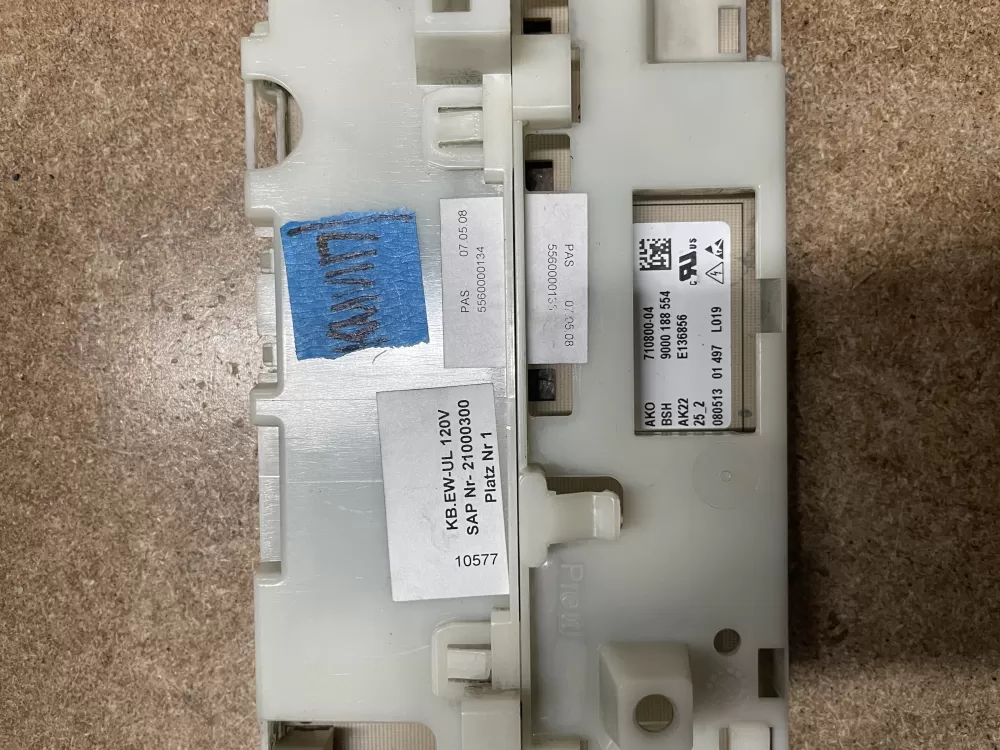 PAS 07.05.08
5560000134
PAS 07.05.08
KB.EW-UL 120V
SAP Nr- 21000300
Platz Nr 1
10577
AKO 710800-04
BSH 9000 188 554
AK22 E136856
25_2
080513 01 497 L019
c US